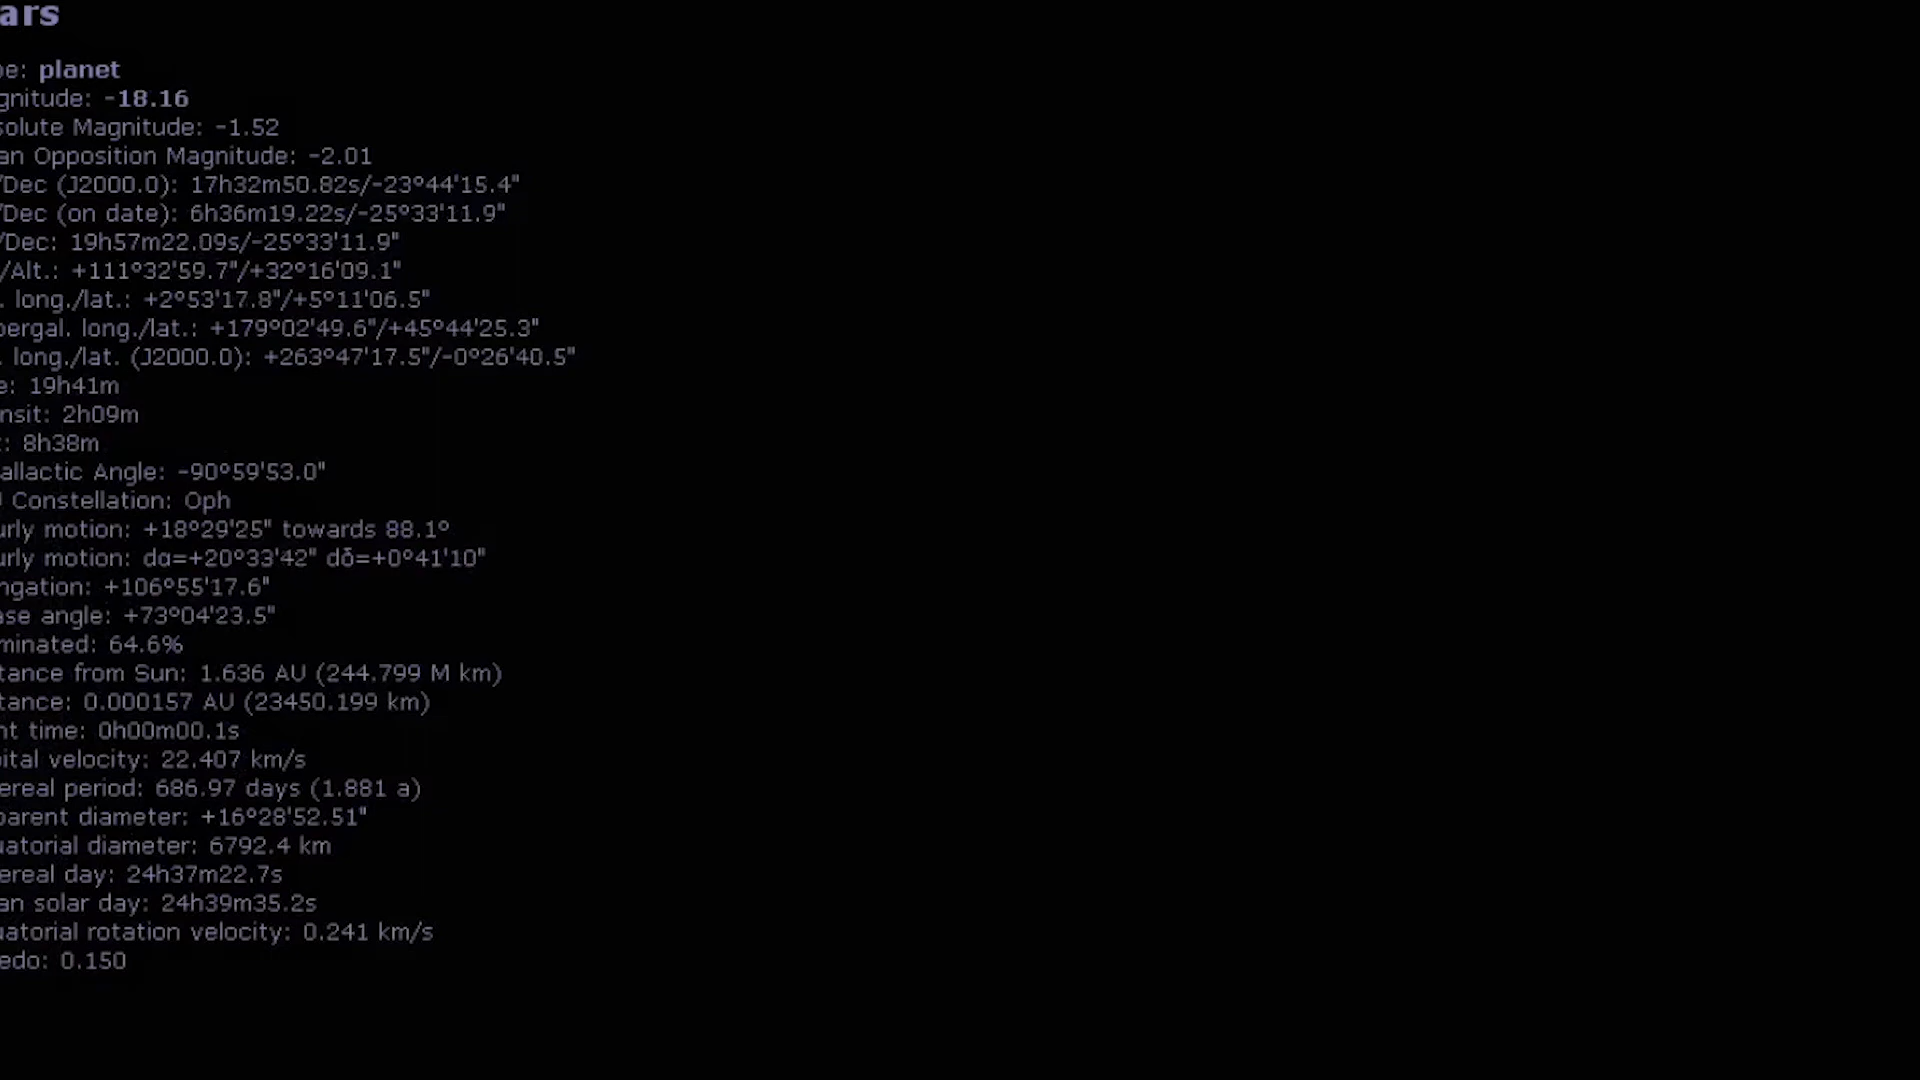 ars
pe: planet
gnitude: -18.16
solute Magnitude: -1.52
an Opposition Magnitude: -2.01
/Dec (J2000.0): 17h32m50.82s/-23°44'15.4"
/Dec (on date): 6h36m19.22s/-25°33'11.9"
/Dec: 19h57m22.09s/-25°33'11.9"
/Alt.: +111°32'59.7"/+32°16'09.1"
. long./lat.: +2°53'17.8"/+5°11'06.5"
pergal. long./lat.: +179°02'49.6"/+45°44'25.3"
. long./lat. (J2000.0): +263°47'17.5"/-0°26'40.5"
e: 19h41m
nsit: 2h09m
t: 8h38m
allactic Angle: -90°59'53.0"
U Constellation: Oph
urly motion: +18°29'25" towards 88.1°
urly motion: dα=+20°33'42" dδ=+0°41'10"
ngation: +106°55'17.6"
ase angle: +73°04'23.5"
minated: 64.6%
tance from Sun: 1.636 AU (244.799 M km)
tance: 0.000157 AU (23450.199 km)
ht time: 0h00m00.1s
bital velocity: 22.407 km/s
ereal period: 686.97 days (1.881 a)
parent diameter: +16°28'52.51"
uatorial diameter: 6792.4 km
ereal day: 24h37m22.7s
an solar day: 24h39m35.2s
uatorial rotation velocity: 0.241 km/s
edo: 0.150